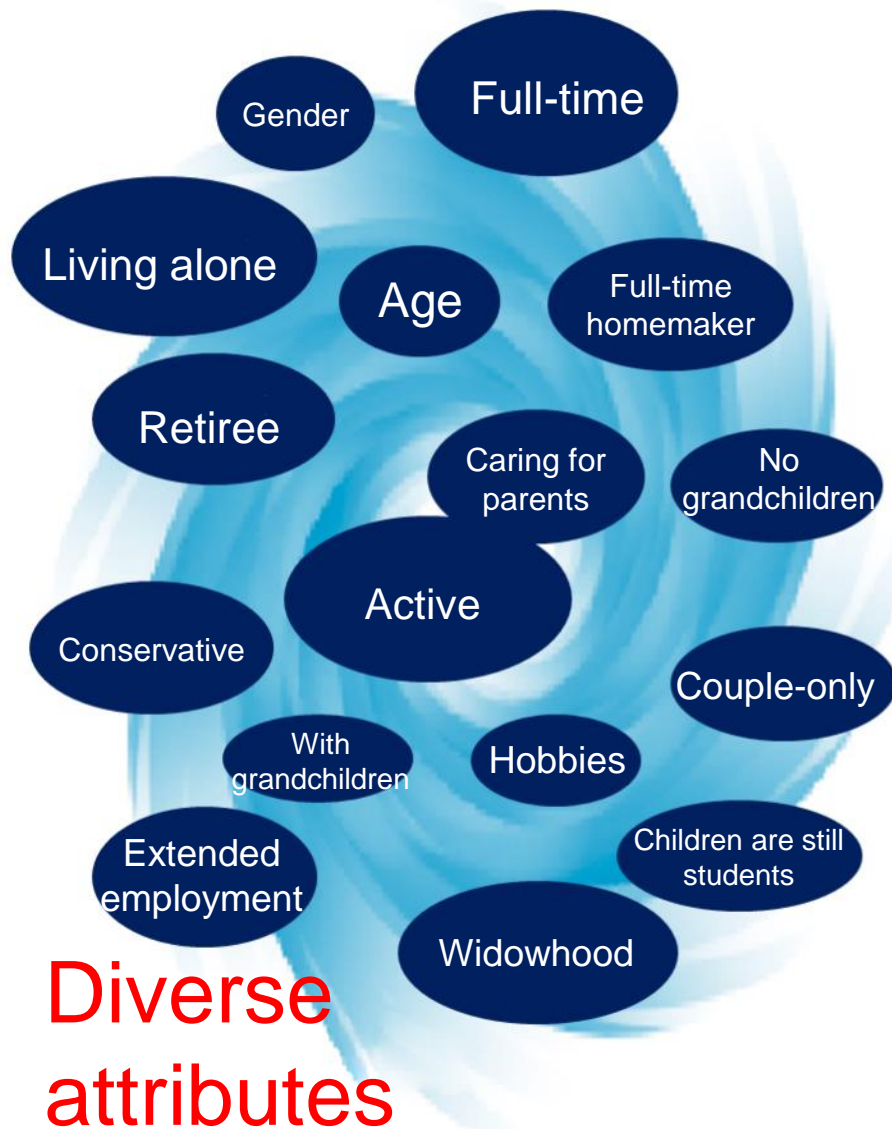 Gender
Full-time
Living alone
Age
Full-time
homemaker
Retiree
Caring for
parents
No
grandchildren
Active
Conservative
Couple-only
With
grandchildren
Hobbies
Extended
employment
Children are still
students
Widowhood
Diverse
attributes